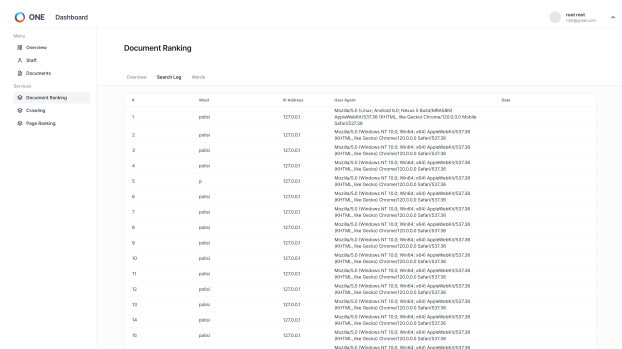 ONE Dashboard
root root
root@gmail.com
Menu
Overview
Staff
Documents
Services
Document Ranking
Crawling
Page Ranking
Document Ranking
Overview Search Log Words
# Word IP Address User Agent Date
1 polisi 127.0.0.1 Mozilla/5.0 (Linux; Android 6.0; Nexus 5 Build/MRA58N)
AppleWebKit/537.36 (KHTML, like Gecko) Chrome/120.0.0.0 Mobile
Safari/537.36
2 polisi 127.0.0.1 Mozilla/5.0 (Windows NT 10.0; Win64; x64) AppleWebKit/537.36
(KHTML, like Gecko) Chrome/120.0.0.0 Safari/537.36
3 polisi 127.0.0.1 Mozilla/5.0 (Windows NT 10.0; Win64; x64) AppleWebKit/537.36
(KHTML, like Gecko) Chrome/120.0.0.0 Safari/537.36
4 polisi 127.0.0.1 Mozilla/5.0 (Windows NT 10.0; Win64; x64) AppleWebKit/537.36
(KHTML, like Gecko) Chrome/120.0.0.0 Safari/537.36
5 p 127.0.0.1 Mozilla/5.0 (Windows NT 10.0; Win64; x64) AppleWebKit/537.36
(KHTML, like Gecko) Chrome/120.0.0.0 Safari/537.36
6 polisi 127.0.0.1 Mozilla/5.0 (Windows NT 10.0; Win64; x64) AppleWebKit/537.36
(KHTML, like Gecko) Chrome/120.0.0.0 Safari/537.36
7 polisi 127.0.0.1 Mozilla/5.0 (Windows NT 10.0; Win64; x64) AppleWebKit/537.36
(KHTML, like Gecko) Chrome/120.0.0.0 Safari/537.36
8 polisi 127.0.0.1 Mozilla/5.0 (Windows NT 10.0; Win64; x64) AppleWebKit/537.36
(KHTML, like Gecko) Chrome/120.0.0.0 Safari/537.36
9 polisi 127.0.0.1 Mozilla/5.0 (Windows NT 10.0; Win64; x64) AppleWebKit/537.36
(KHTML, like Gecko) Chrome/120.0.0.0 Safari/537.36
10 polisi 127.0.0.1 Mozilla/5.0 (Windows NT 10.0; Win64; x64) AppleWebKit/537.36
(KHTML, like Gecko) Chrome/120.0.0.0 Safari/537.36
11 polisi 127.0.0.1 Mozilla/5.0 (Windows NT 10.0; Win64; x64) AppleWebKit/537.36
(KHTML, like Gecko) Chrome/120.0.0.0 Safari/537.36
12 polisi 127.0.0.1 Mozilla/5.0 (Windows NT 10.0; Win64; x64) AppleWebKit/537.36
(KHTML, like Gecko) Chrome/120.0.0.0 Safari/537.36
13 polisi 127.0.0.1 Mozilla/5.0 (Windows NT 10.0; Win64; x64) AppleWebKit/537.36
(KHTML, like Gecko) Chrome/120.0.0.0 Safari/537.36
14 polisi 127.0.0.1 Mozilla/5.0 (Windows NT 10.0; Win64; x64) AppleWebKit/537.36
(KHTML, like Gecko) Chrome/120.0.0.0 Safari/537.36
15 polisi 127.0.0.1 Mozilla/5.0 (Windows NT 10.0; Win64; x64) AppleWebKit/537.36
(KHTML, like Gecko) Chrome/120.0.0.0 Safari/537.36
Mozilla/5.0 (Windows NT 10.0; Win64; x64) AppleWebKit/537.36